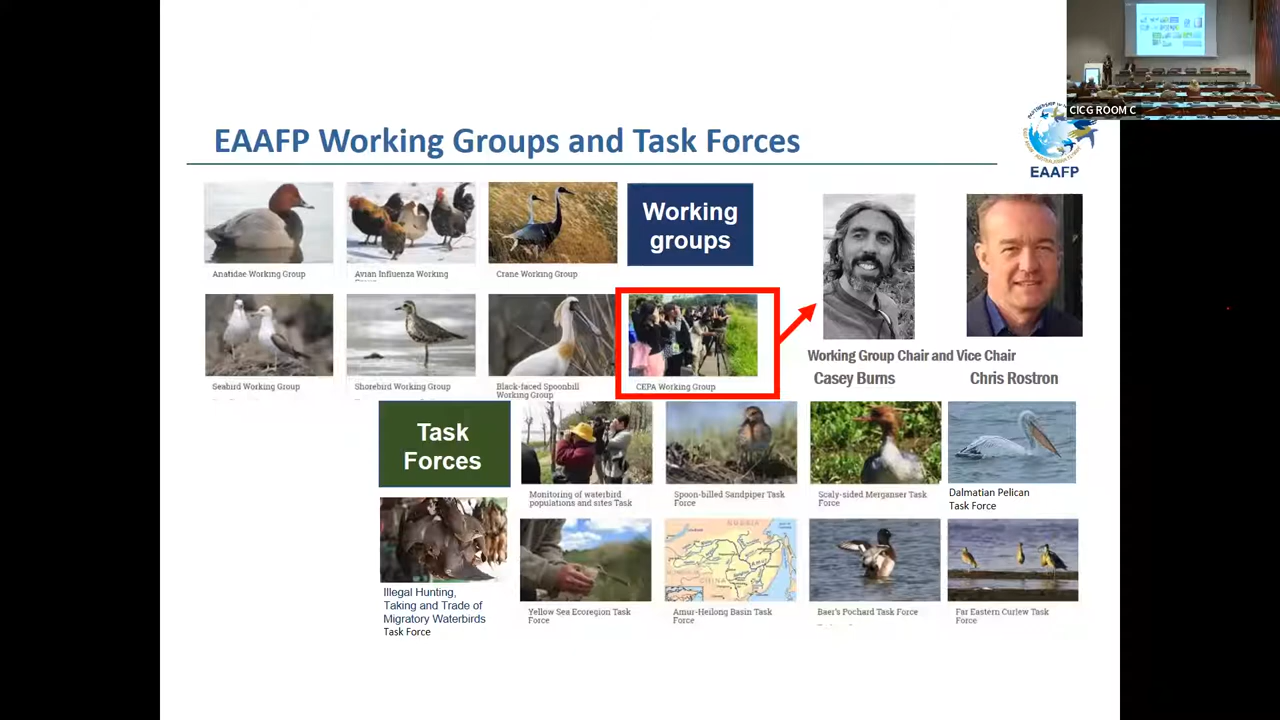 CICG ROOM C
EAAFP Working Groups and Task Forces
EAAFP
Working
groups
Anatidae Working Group
Avian Influenza Working
Crane Working Group
Seabird Working Group
Shorebird Working Group
Black-faced Spoonbill
Working Group
CEPA Working Group
Working Group Chair and Vice Chair
Casey Burns
Chris Rostron
Task
Forces
Monitoring of waterbird
populations and sites Task
Spoon-billed Sandpiper Task
Force
Scaly-sided Merganser Task
Force
Dalmatian Pelican
Task Force
Illegal Hunting,
Taking and Trade of
Migratory Waterbirds
Task Force
Yellow Sea Ecoregion Task
Force
Amur-Heilong Basin Task
Force
Baer's Pochard Task Force
Far Eastern Curlew Task
Force